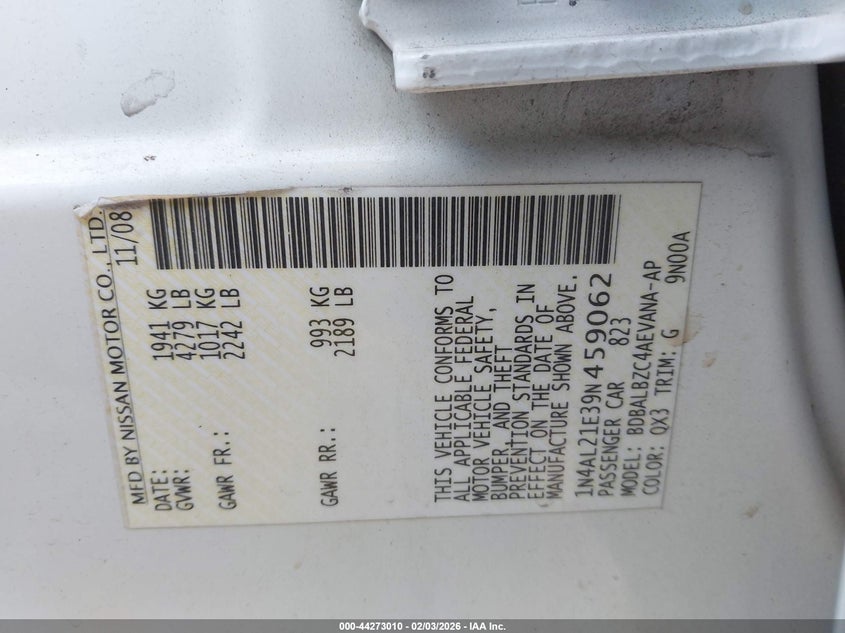 MFD BY NISSAN MOTOR CO., LTD.
DATE: 11/08
GVWR: 1941 KG
4279 LB
GAWR FR.: 1017 KG
2242 LB
GAWR RR.: 993 KG
2189 LB
THIS VEHICLE CONFORMS TO
ALL APPLICABLE FEDERAL
MOTOR VEHICLE SAFETY,
BUMPER, AND THEFT
PREVENTION STANDARDS IN
EFFECT ON THE DATE OF
MANUFACTURE SHOWN ABOVE.
1N4AL21E39N459062
PASSENGER CAR 823
MODEL: BDBALBZC4AEVANA-AP
COLOR: QX3 TRIM: G 9N00A
000-44273010 - 02/03/2026 - IAA Inc.